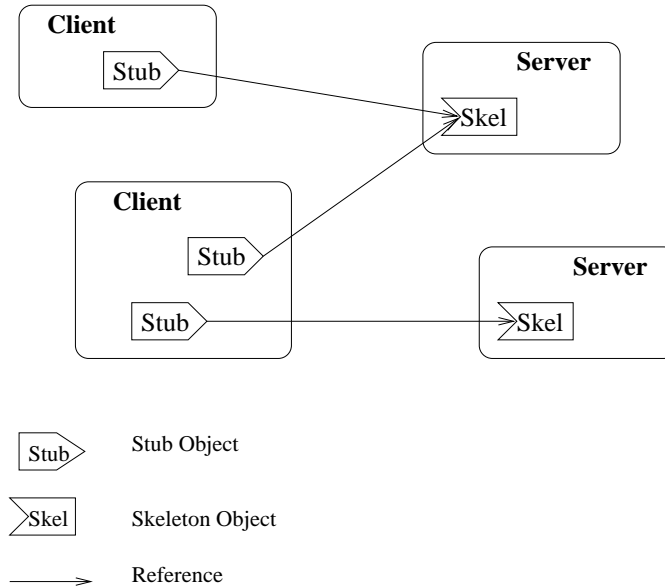 Client
Stub
Server
Skel
Client
Stub
Server
Stub
Skel
Stub
Stub Object
Skel
Skeleton Object
Reference